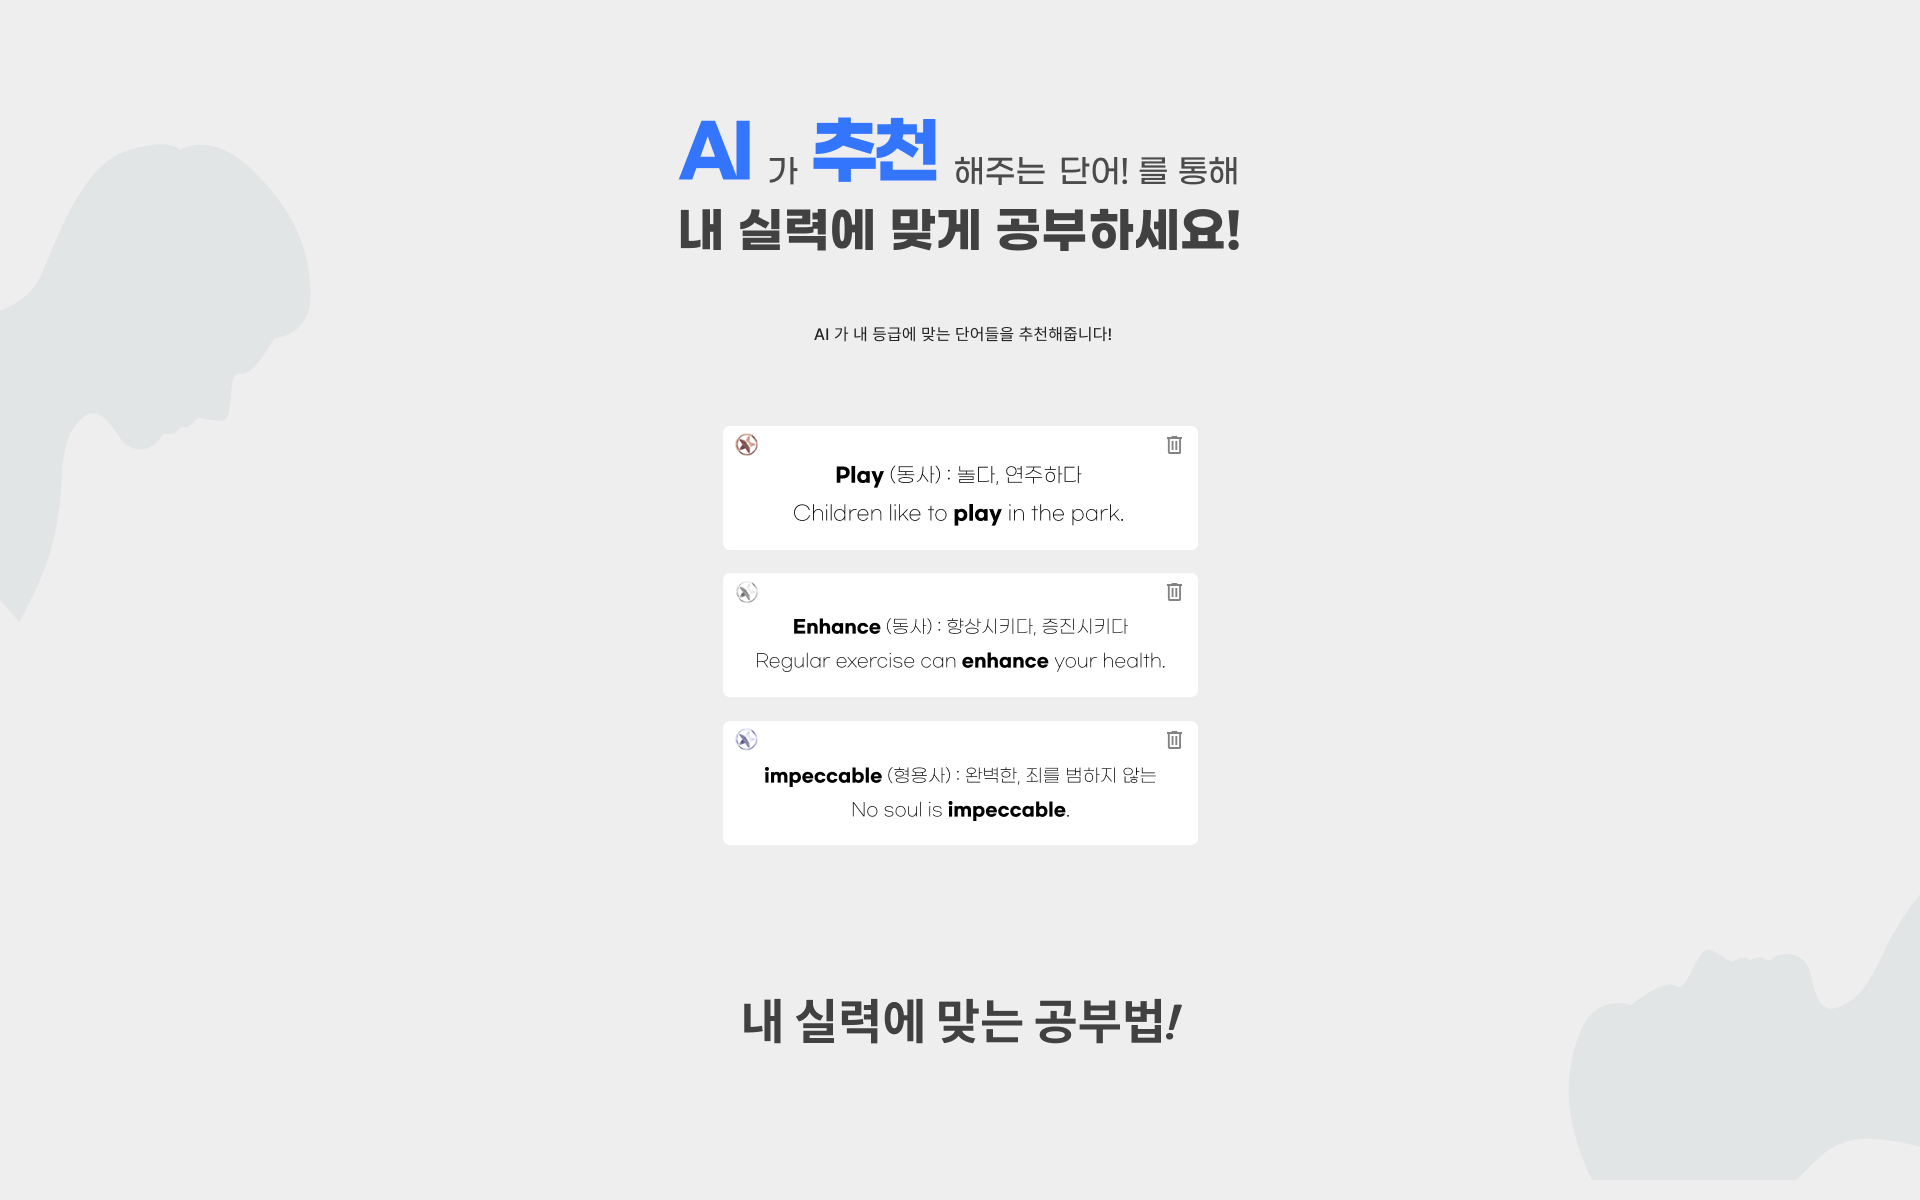 AI 가 추천 해주는 단어! 를 통해
내 실력에 맞게 공부하세요!
AI 가 내 등급에 맞는 단어들을 추천해줍니다!
Play (동사) : 놀다, 연주하다
Children like to play in the park.
Enhance (동사) : 향상시키다, 증진시키다
Regular exercise can enhance your health.
impeccable (형용사) : 완벽한, 죄를 범하지 않는
No soul is impeccable.
내 실력에 맞는 공부법!